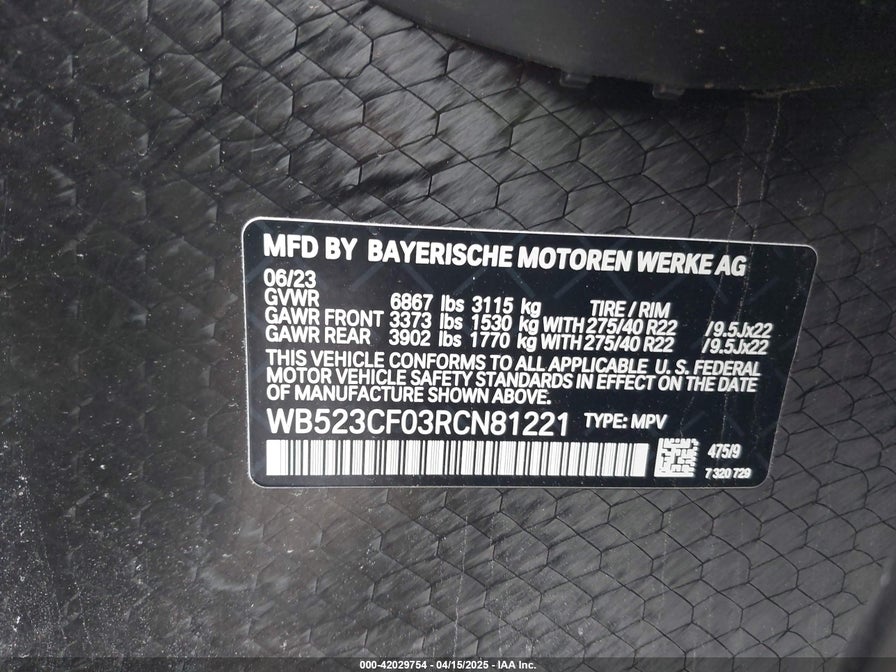 MFD BY BAYERISCHE MOTOREN WERKE AG
06/23
GVWR 6867 lbs 3115 kg TIRE / RIM
GAWR FRONT 3373 lbs 1530 kg WITH 275/40 R22 /9.5Jx22
GAWR REAR 3902 lbs 1770 kg WITH 275/40 R22 /9.5Jx22
THIS VEHICLE CONFORMS TO ALL APPLICABLE U. S. FEDERAL
MOTOR VEHICLE SAFETY STANDARDS IN EFFECT ON THE DATE
OF MANUFACTURE SHOWN ABOVE.
WB523CF03RCN81221 TYPE: MPV
475/9
7 320 729
000-42029754 - 04/15/2025 - IAA Inc.